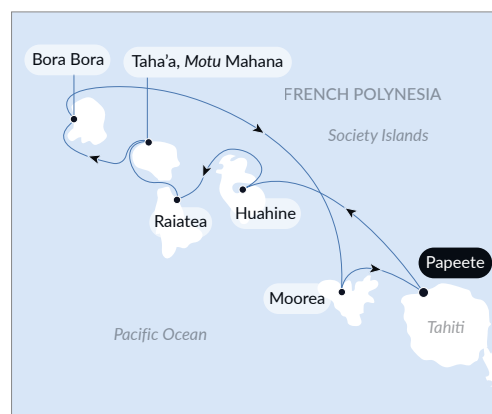 Bora Bora
Taha'a, Motu Mahana
FRENCH POLYNESIA
Society Islands
Raiatea
Huahine
Papeete
Moorea
Tahiti
Pacific Ocean